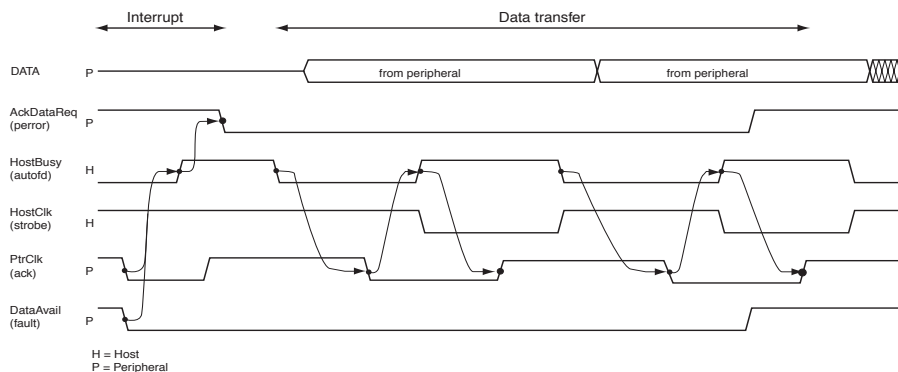 Interrupt Data transfer
DATA P from peripheral from peripheral
AckDataReq
(perror) P
HostBusy
(autofd) H
HostClk
(strobe) H
PtrClk
(ack) P
DataAvail
(fault) P
H = Host
P = Peripheral